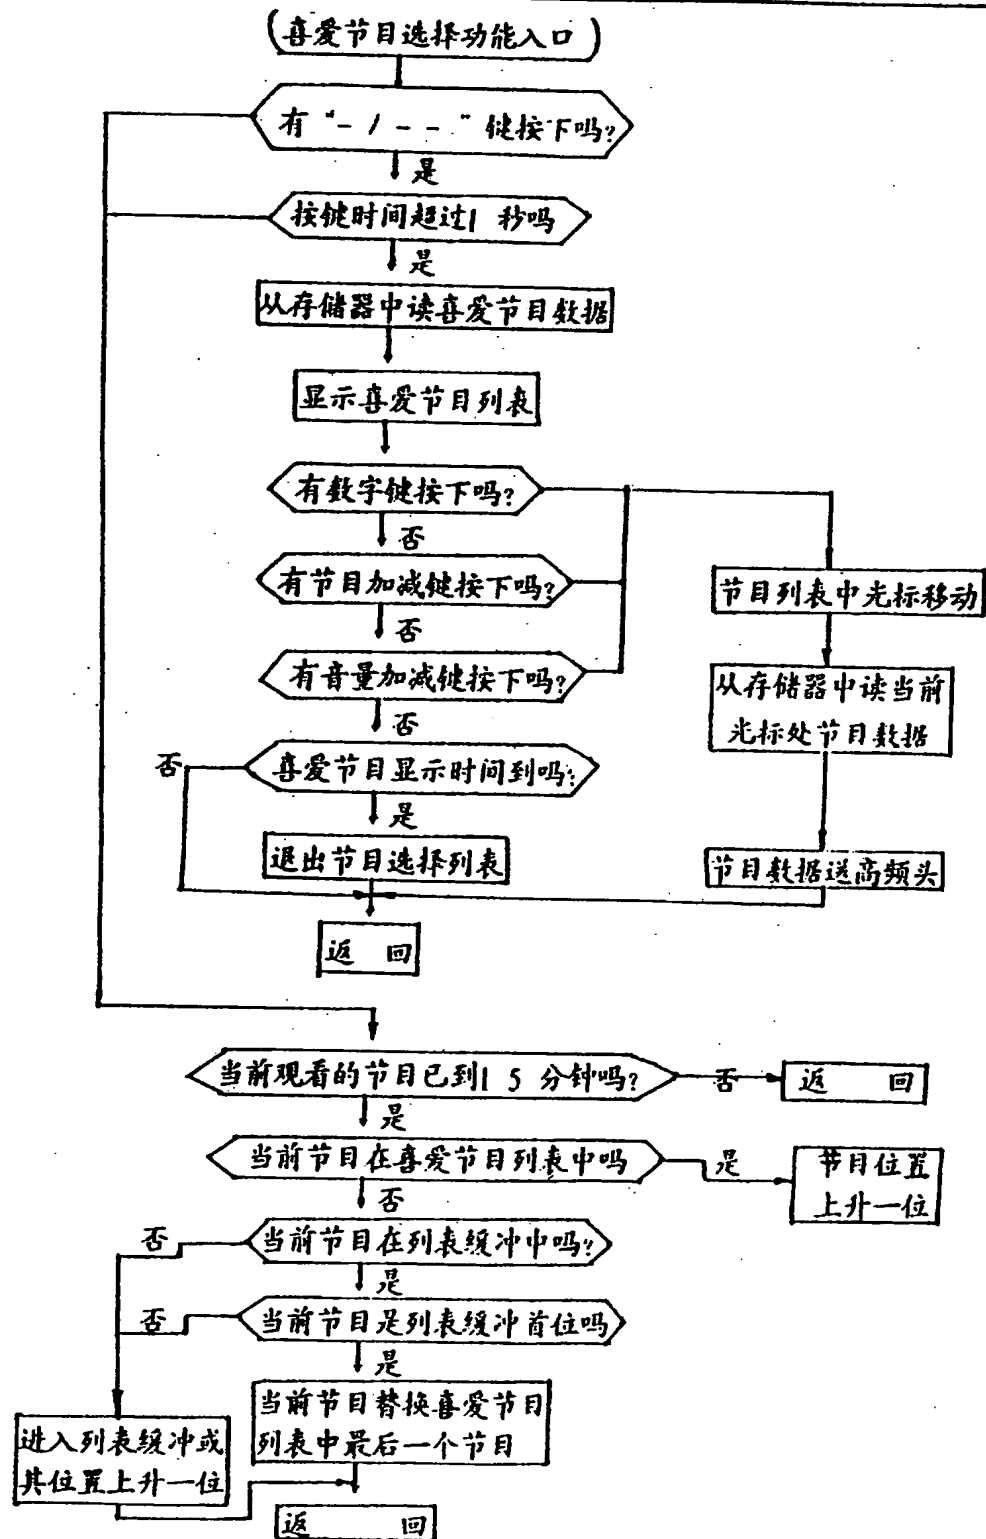 (喜爱节目选择功能入口)
有"-/--"键按下吗?
是
按键时间超过1 秒吗
是
从存储器中读喜爱节目数据
显示喜爱节目列表
有数字键按下吗?
否
有节目加减键按下吗?
节目列表中光标移动
否
有音量加减键按下吗?
从存储器中读当前
光标处节目数据
否
否
喜爱节目显示时间到吗?
是
退出节目选择列表
节目数据送高频头
返 回
当前观看的节目已到1 5 分钟吗?
否
返 回
是
当前节目在喜爱节目列表中吗
是
节目位置
上升一位
否
否
当前节目在列表缓冲中吗?
是
否
当前节目是列表缓冲首位吗
是
当前节目替换喜爱节目
列表中最后一个节目
进入列表缓冲或
其位置上升一位
返 回